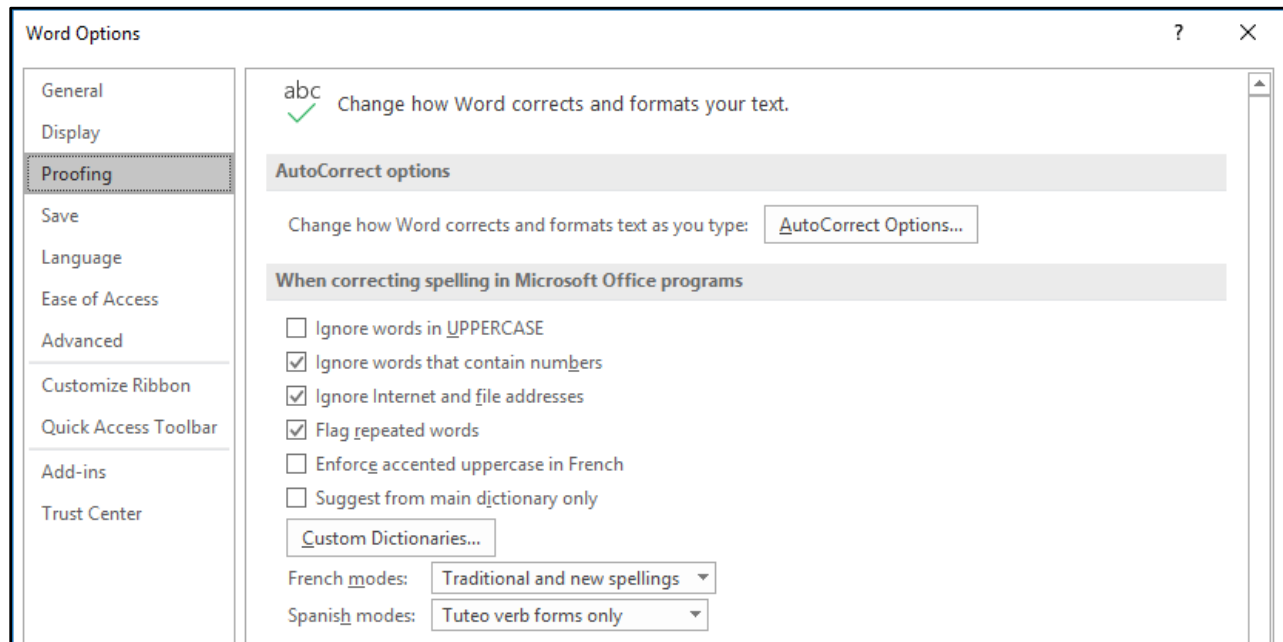 Word Options
?
General
Display
Proofing
Save
Language
Ease of Access
Advanced
Customize Ribbon
Quick Access Toolbar
Add-ins
Trust Center
abc
Change how Word corrects and formats your text.
AutoCorrect options
Change how Word corrects and formats text as you type:
AutoCorrect Options...
When correcting spelling in Microsoft Office programs
Ignore words in UPPERCASE
Ignore words that contain numbers
Ignore Internet and file addresses
Flag repeated words
Enforce accented uppercase in French
Suggest from main dictionary only
Custom Dictionaries...
French modes: Traditional and new spellings
Spanish modes: Tuteo verb forms only